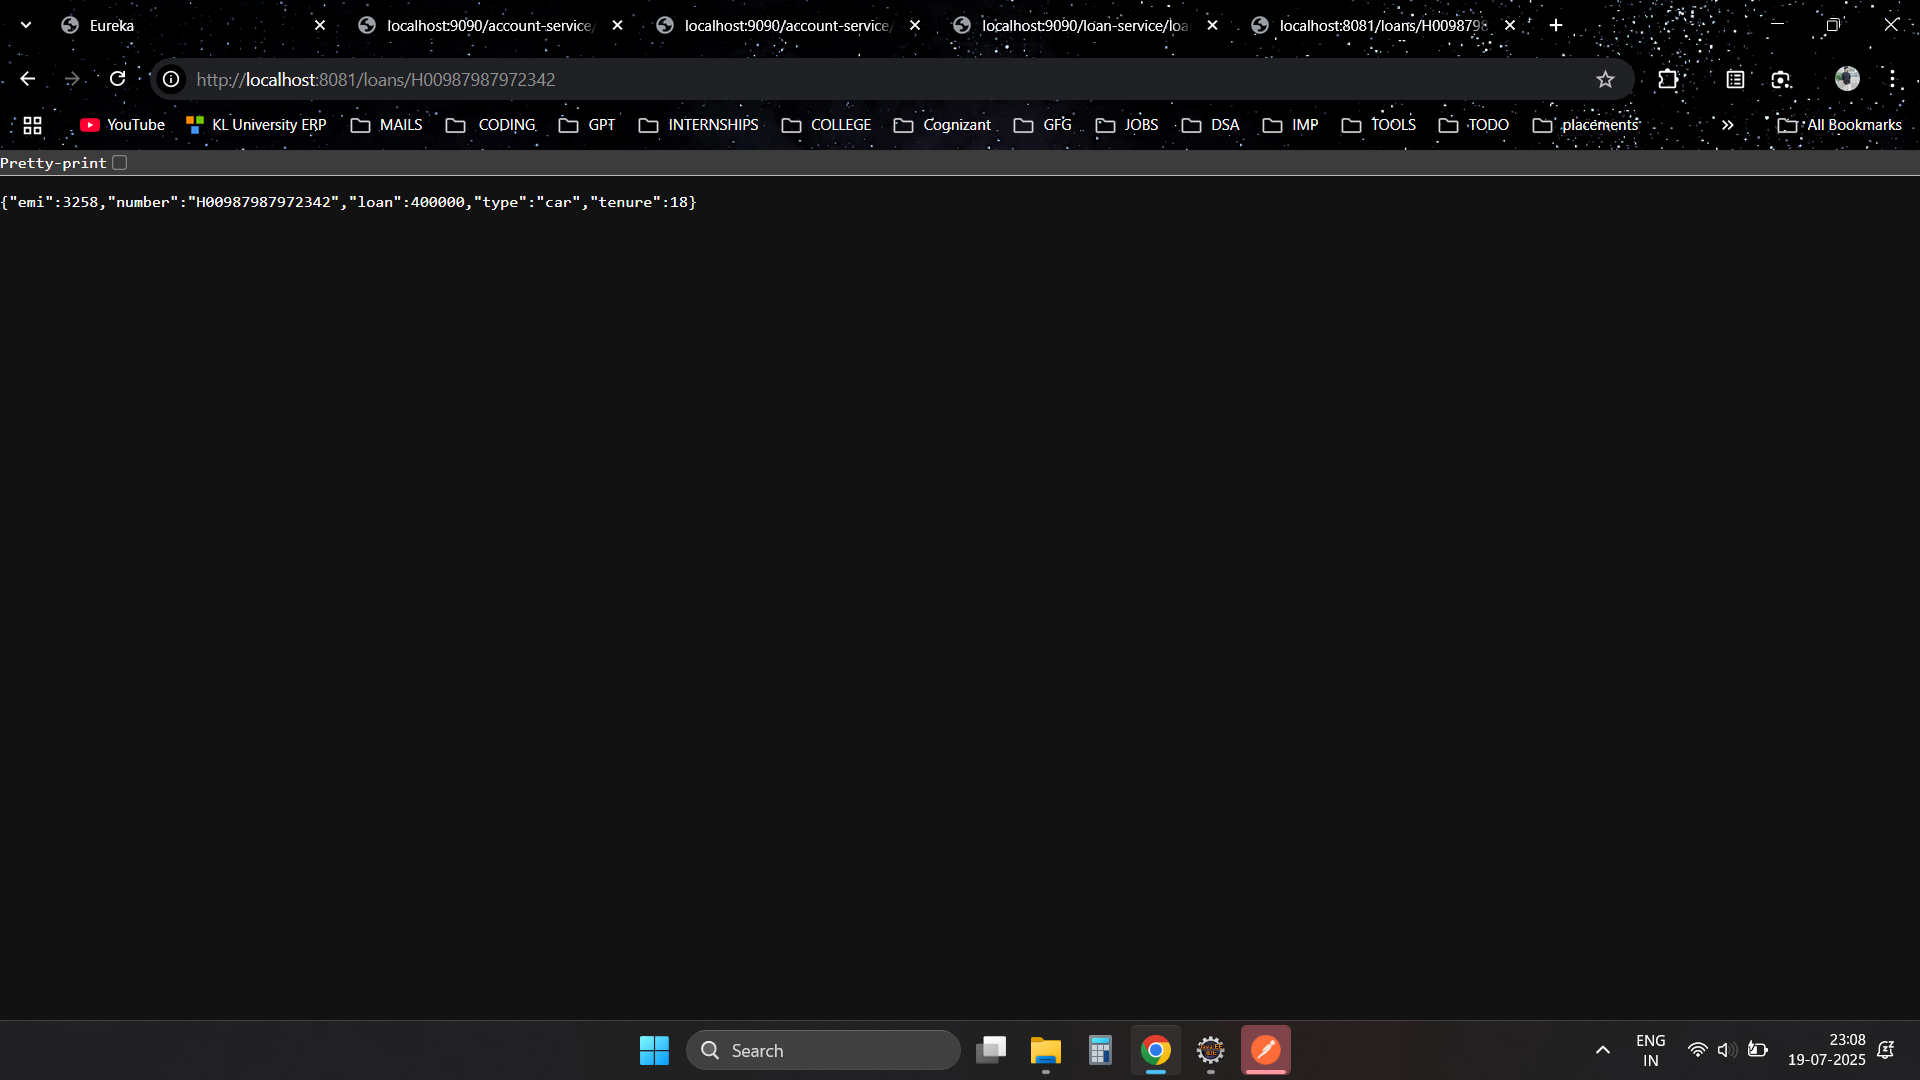 Eureka
localhost:9090/account-service/
localhost:9090/account-service/
localhost:9090/loan-service/loa
localhost:8081/loans/H0098798
http://localhost:8081/loans/H00987987972342
YouTube
KL University ERP
MAILS
CODING
GPT
INTERNSHIPS
COLLEGE
Cognizant
GFG
JOBS
DSA
IMP
TOOLS
TODO
placements
All Bookmarks
Pretty-print
{"emi":3258,"number":"H00987987972342","loan":400000,"type":"car","tenure":18}
Search
ENG
IN
23:08
19-07-2025